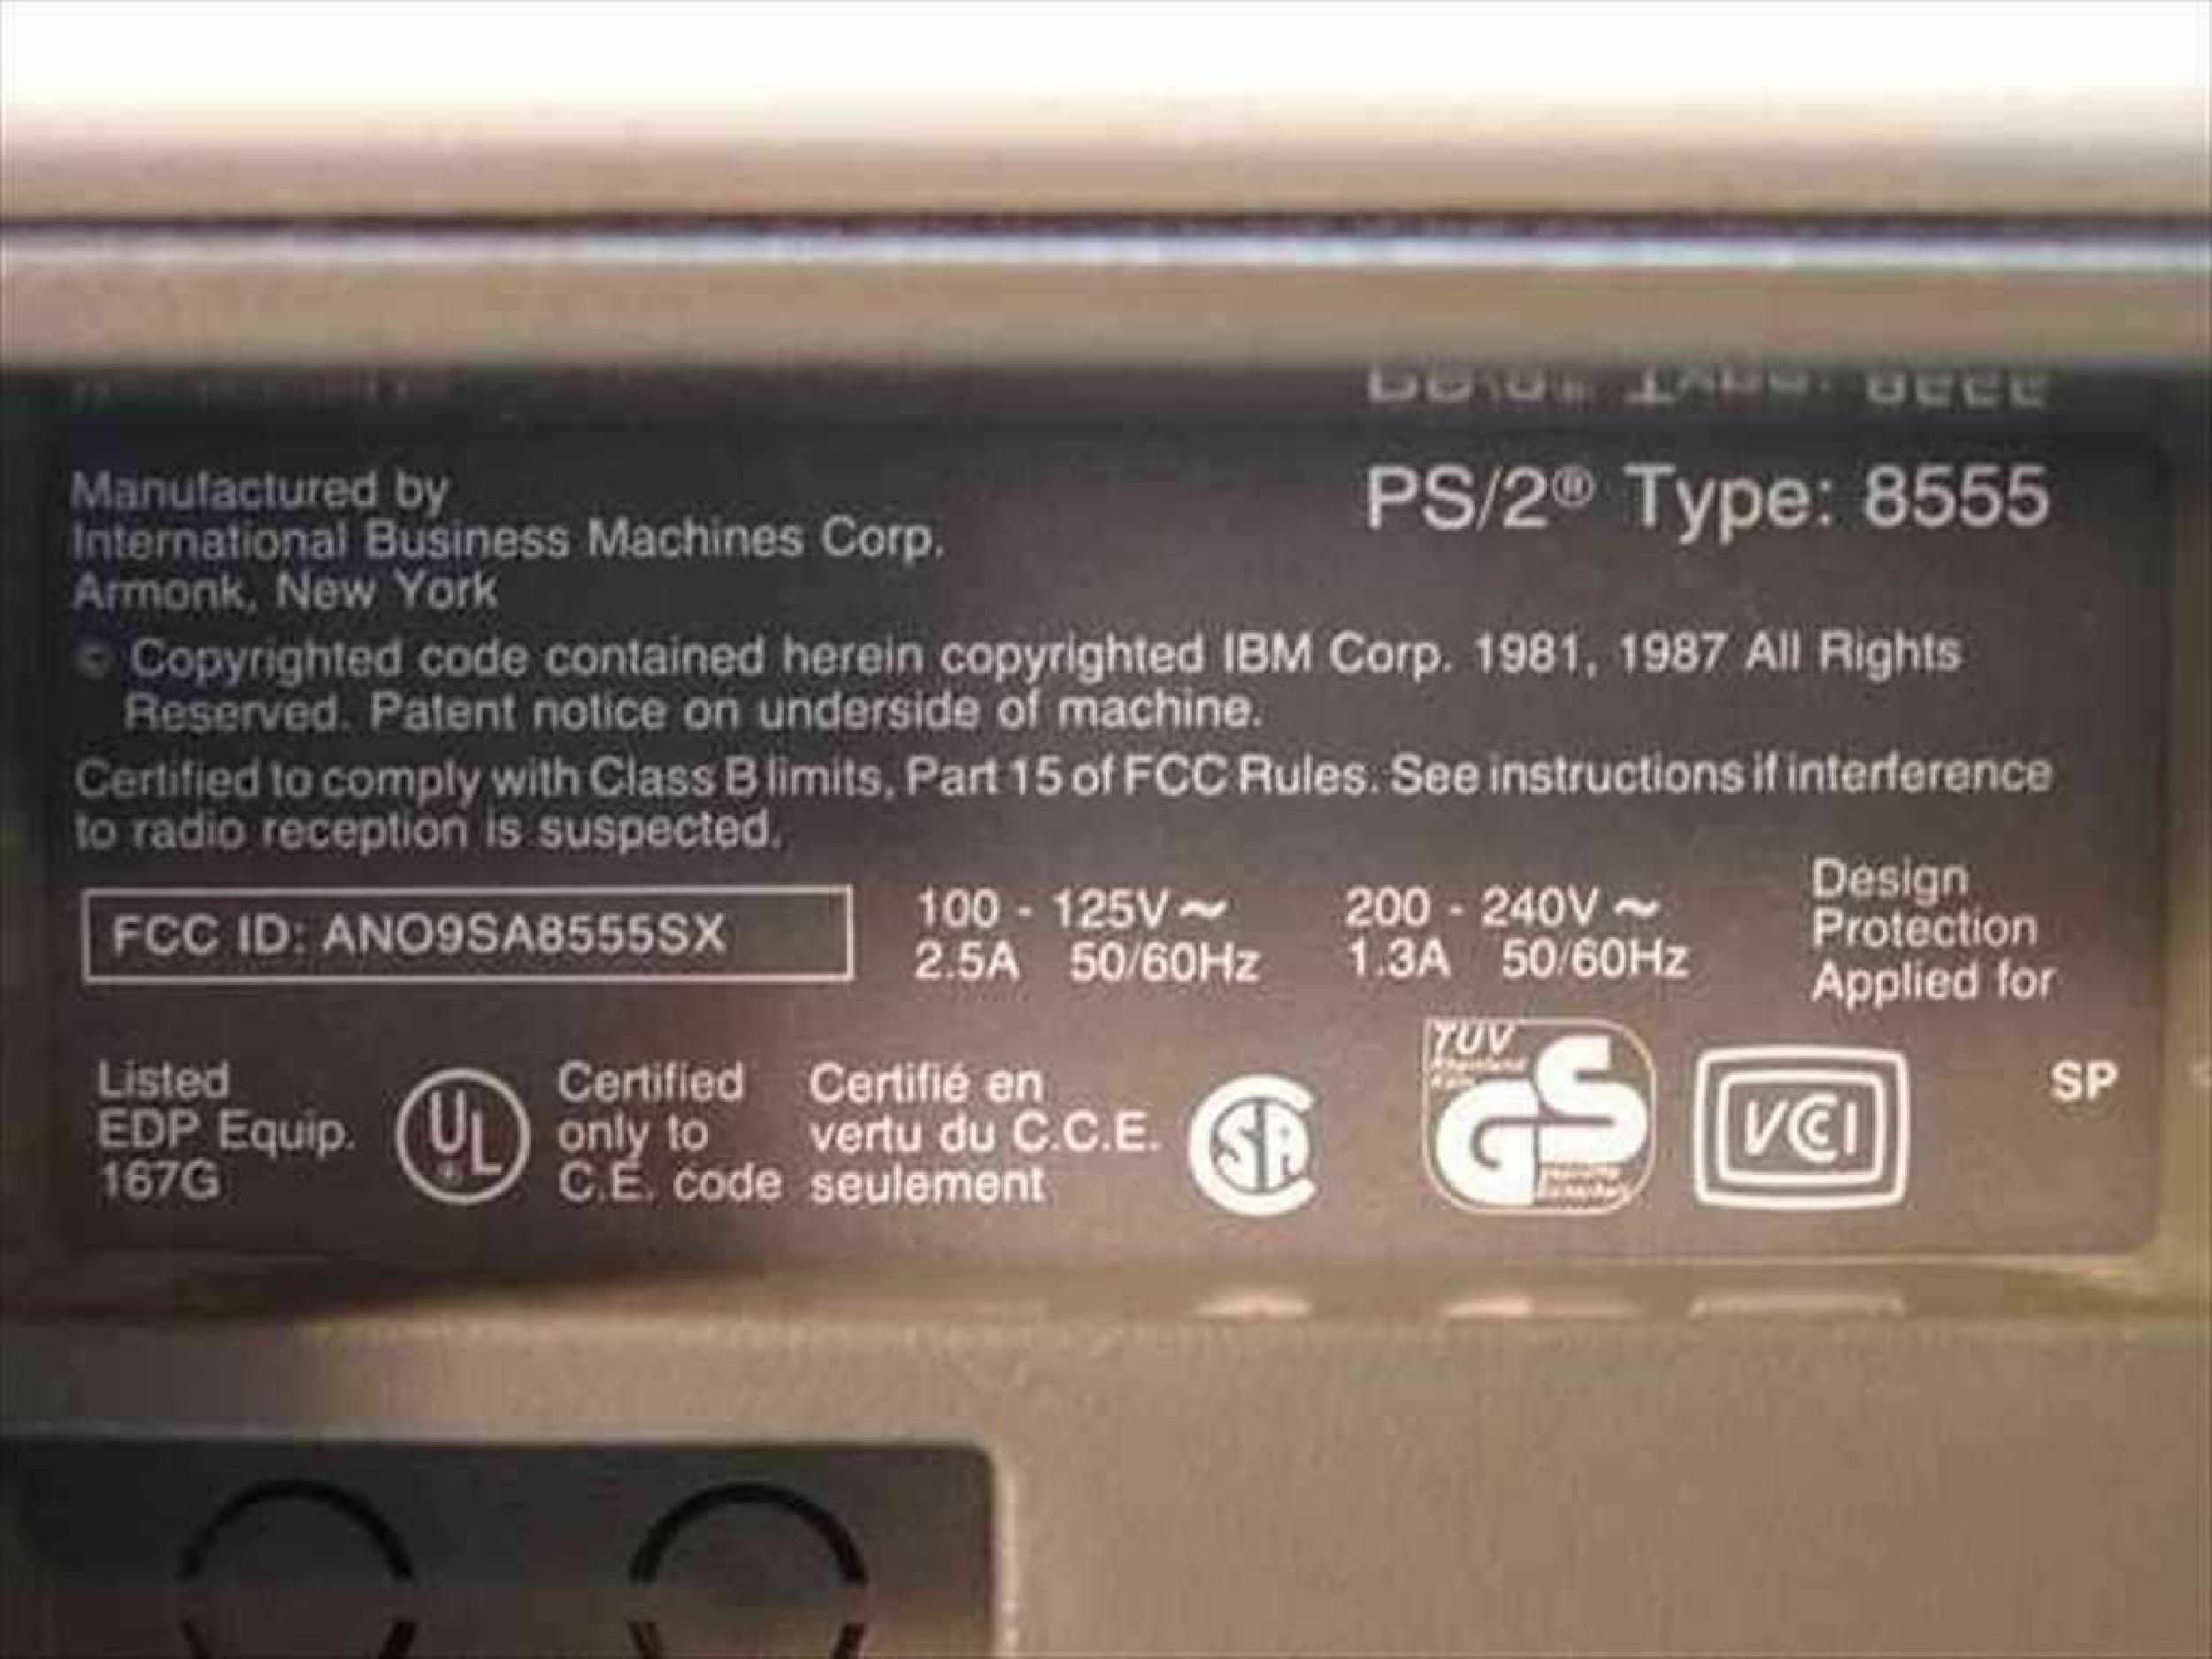 Manufactured by
International Business Machines Corp.
Armonk, New York
PS/2® Type: 8555
© Copyrighted code contained herein copyrighted IBM Corp. 1981, 1987 All Rights
Reserved. Patent notice on underside of machine.
Certified to comply with Class B limits, Part 15 of FCC Rules. See instructions if interference
to radio reception is suspected.
FCC ID: ANO9SA8555SX
100 - 125V~
2.5A 50/60Hz
200 - 240V~
1.3A 50/60Hz
Design
Protection
Applied for
Listed
EDP Equip.
167G
UL
Certified
only to
C.E. code
Certifié en
vertu du C.C.E.
seulement
SA
TUV
Rheinland
GS
VCCI
SP